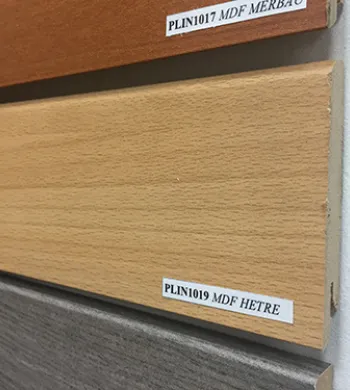 PLIN1017 MDF MERBAU
PLIN1019 MDF HETRE